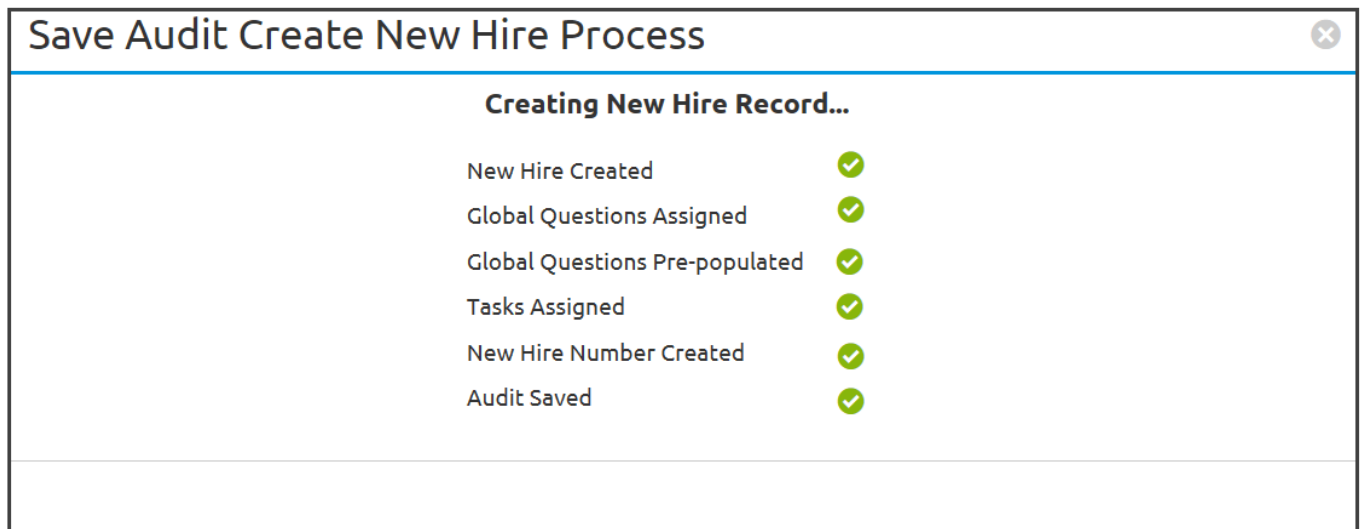 Save Audit Create New Hire Process
Creating New Hire Record...
New Hire Created
Global Questions Assigned
Global Questions Pre-populated
Tasks Assigned
New Hire Number Created
Audit Saved